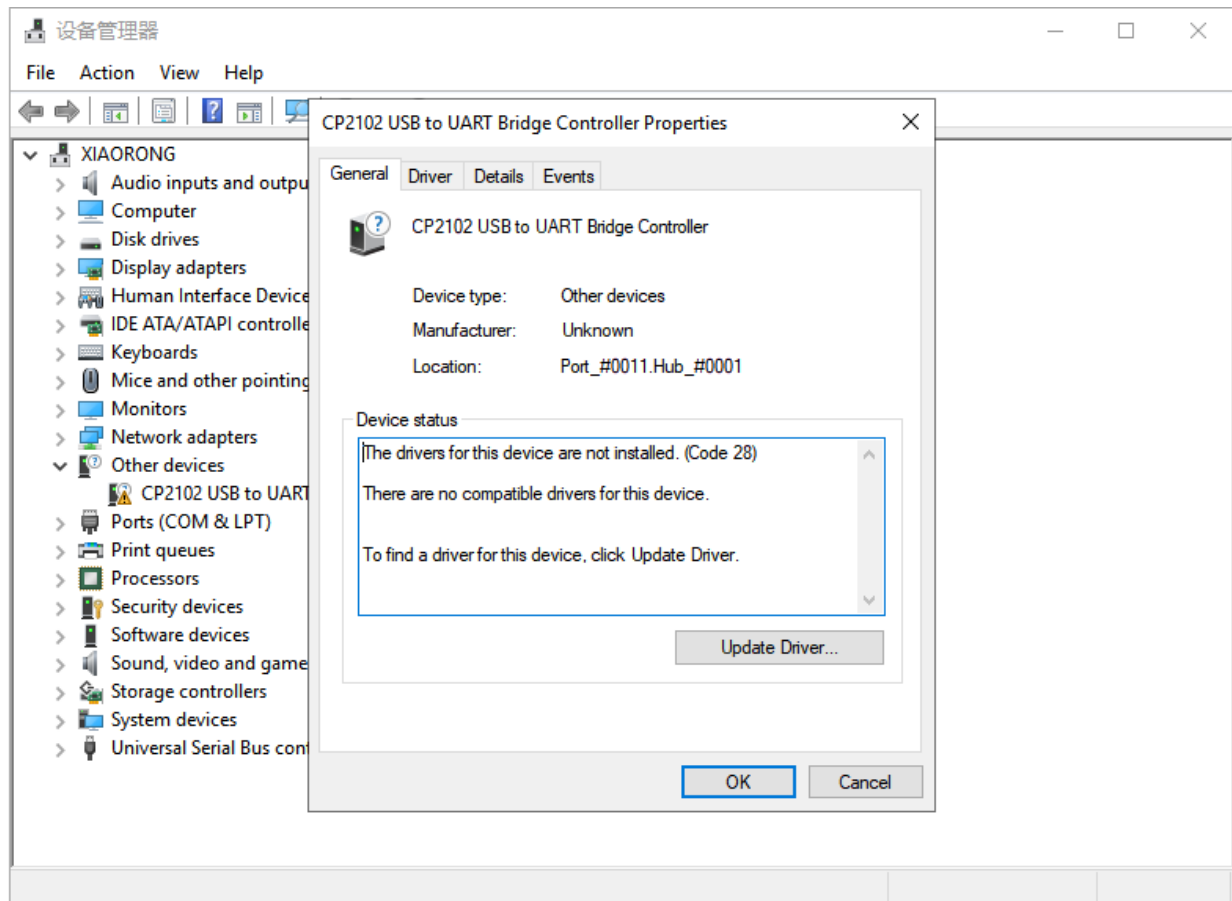 设备管理器
File Action View Help
XIAORONG
Audio inputs and outpu
Computer
Disk drives
Display adapters
Human Interface Device
IDE ATA/ATAPI controlle
Keyboards
Mice and other pointing
Monitors
Network adapters
Other devices
CP2102 USB to UART
Ports (COM & LPT)
Print queues
Processors
Security devices
Software devices
Sound, video and game
Storage controllers
System devices
Universal Serial Bus cont
CP2102 USB to UART Bridge Controller Properties
General Driver Details Events
CP2102 USB to UART Bridge Controller
Device type: Other devices
Manufacturer: Unknown
Location: Port_#0011.Hub_#0001
Device status
The drivers for this device are not installed. (Code 28)
There are no compatible drivers for this device.
To find a driver for this device, click Update Driver.
Update Driver...
OK Cancel